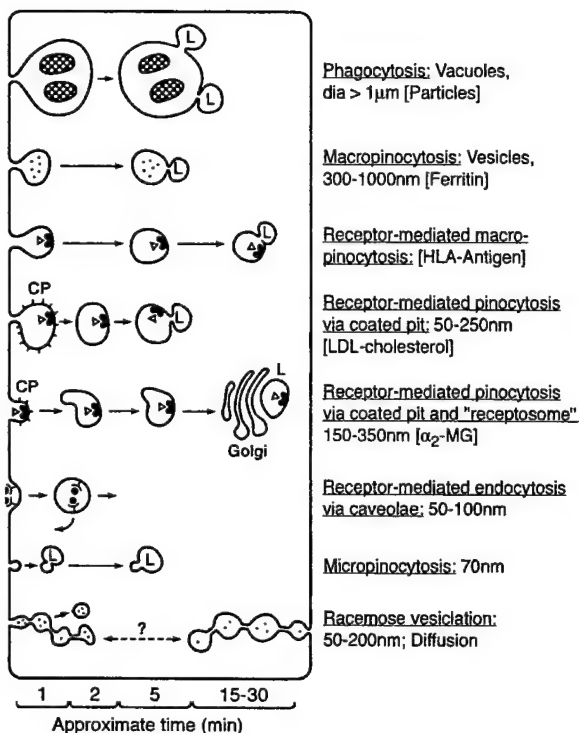 L
L
Phagocytosis: Vacuoles,
dia > 1μm [Particles]
L
Macropinocytosis: Vesicles,
300-1000nm [Ferritin]
L
Receptor-mediated macro-
pinocytosis: [HLA-Antigen]
CP
L
Receptor-mediated pinocytosis
via coated pit: 50-250nm
[LDL-cholesterol]
CP
L
Golgi
Receptor-mediated pinocytosis
via coated pit and "receptosome"
150-350nm [α2-MG]
Receptor-mediated endocytosis
via caveolae: 50-100nm
L
L
Micropinocytosis: 70nm
?
Racemose vesiclation:
50-200nm; Diffusion
1 2 5 15-30
Approximate time (min)